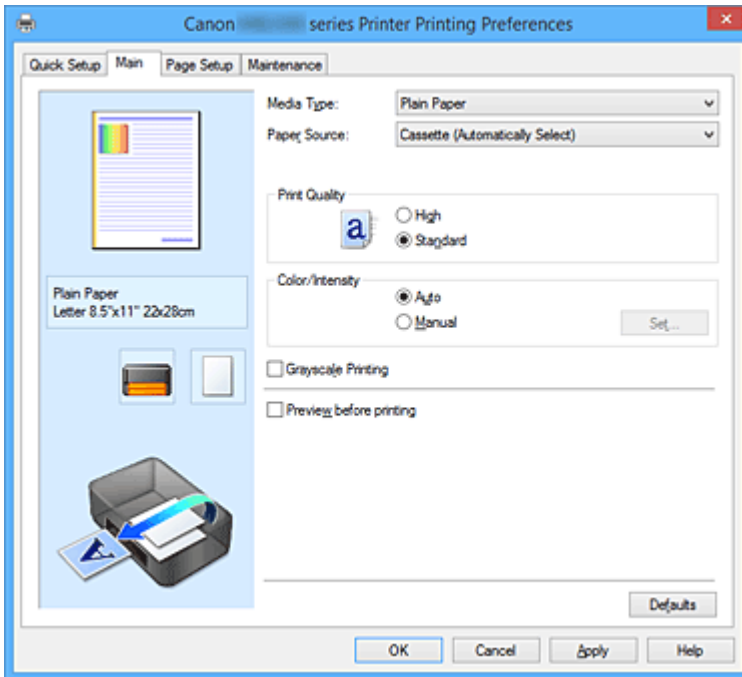 Canon series Printer Printing Preferences
Quick Setup Main Page Setup Maintenance
Media Type: Plain Paper
Paper Source: Cassette (Automatically Select)
Print Quality
a
High
Standard
Plain Paper
Letter 8.5"x11" 22x28cm
Color/Intensity
Auto
Manual
Set...
Grayscale Printing
Preview before printing
A
Defaults
OK Cancel Apply Help